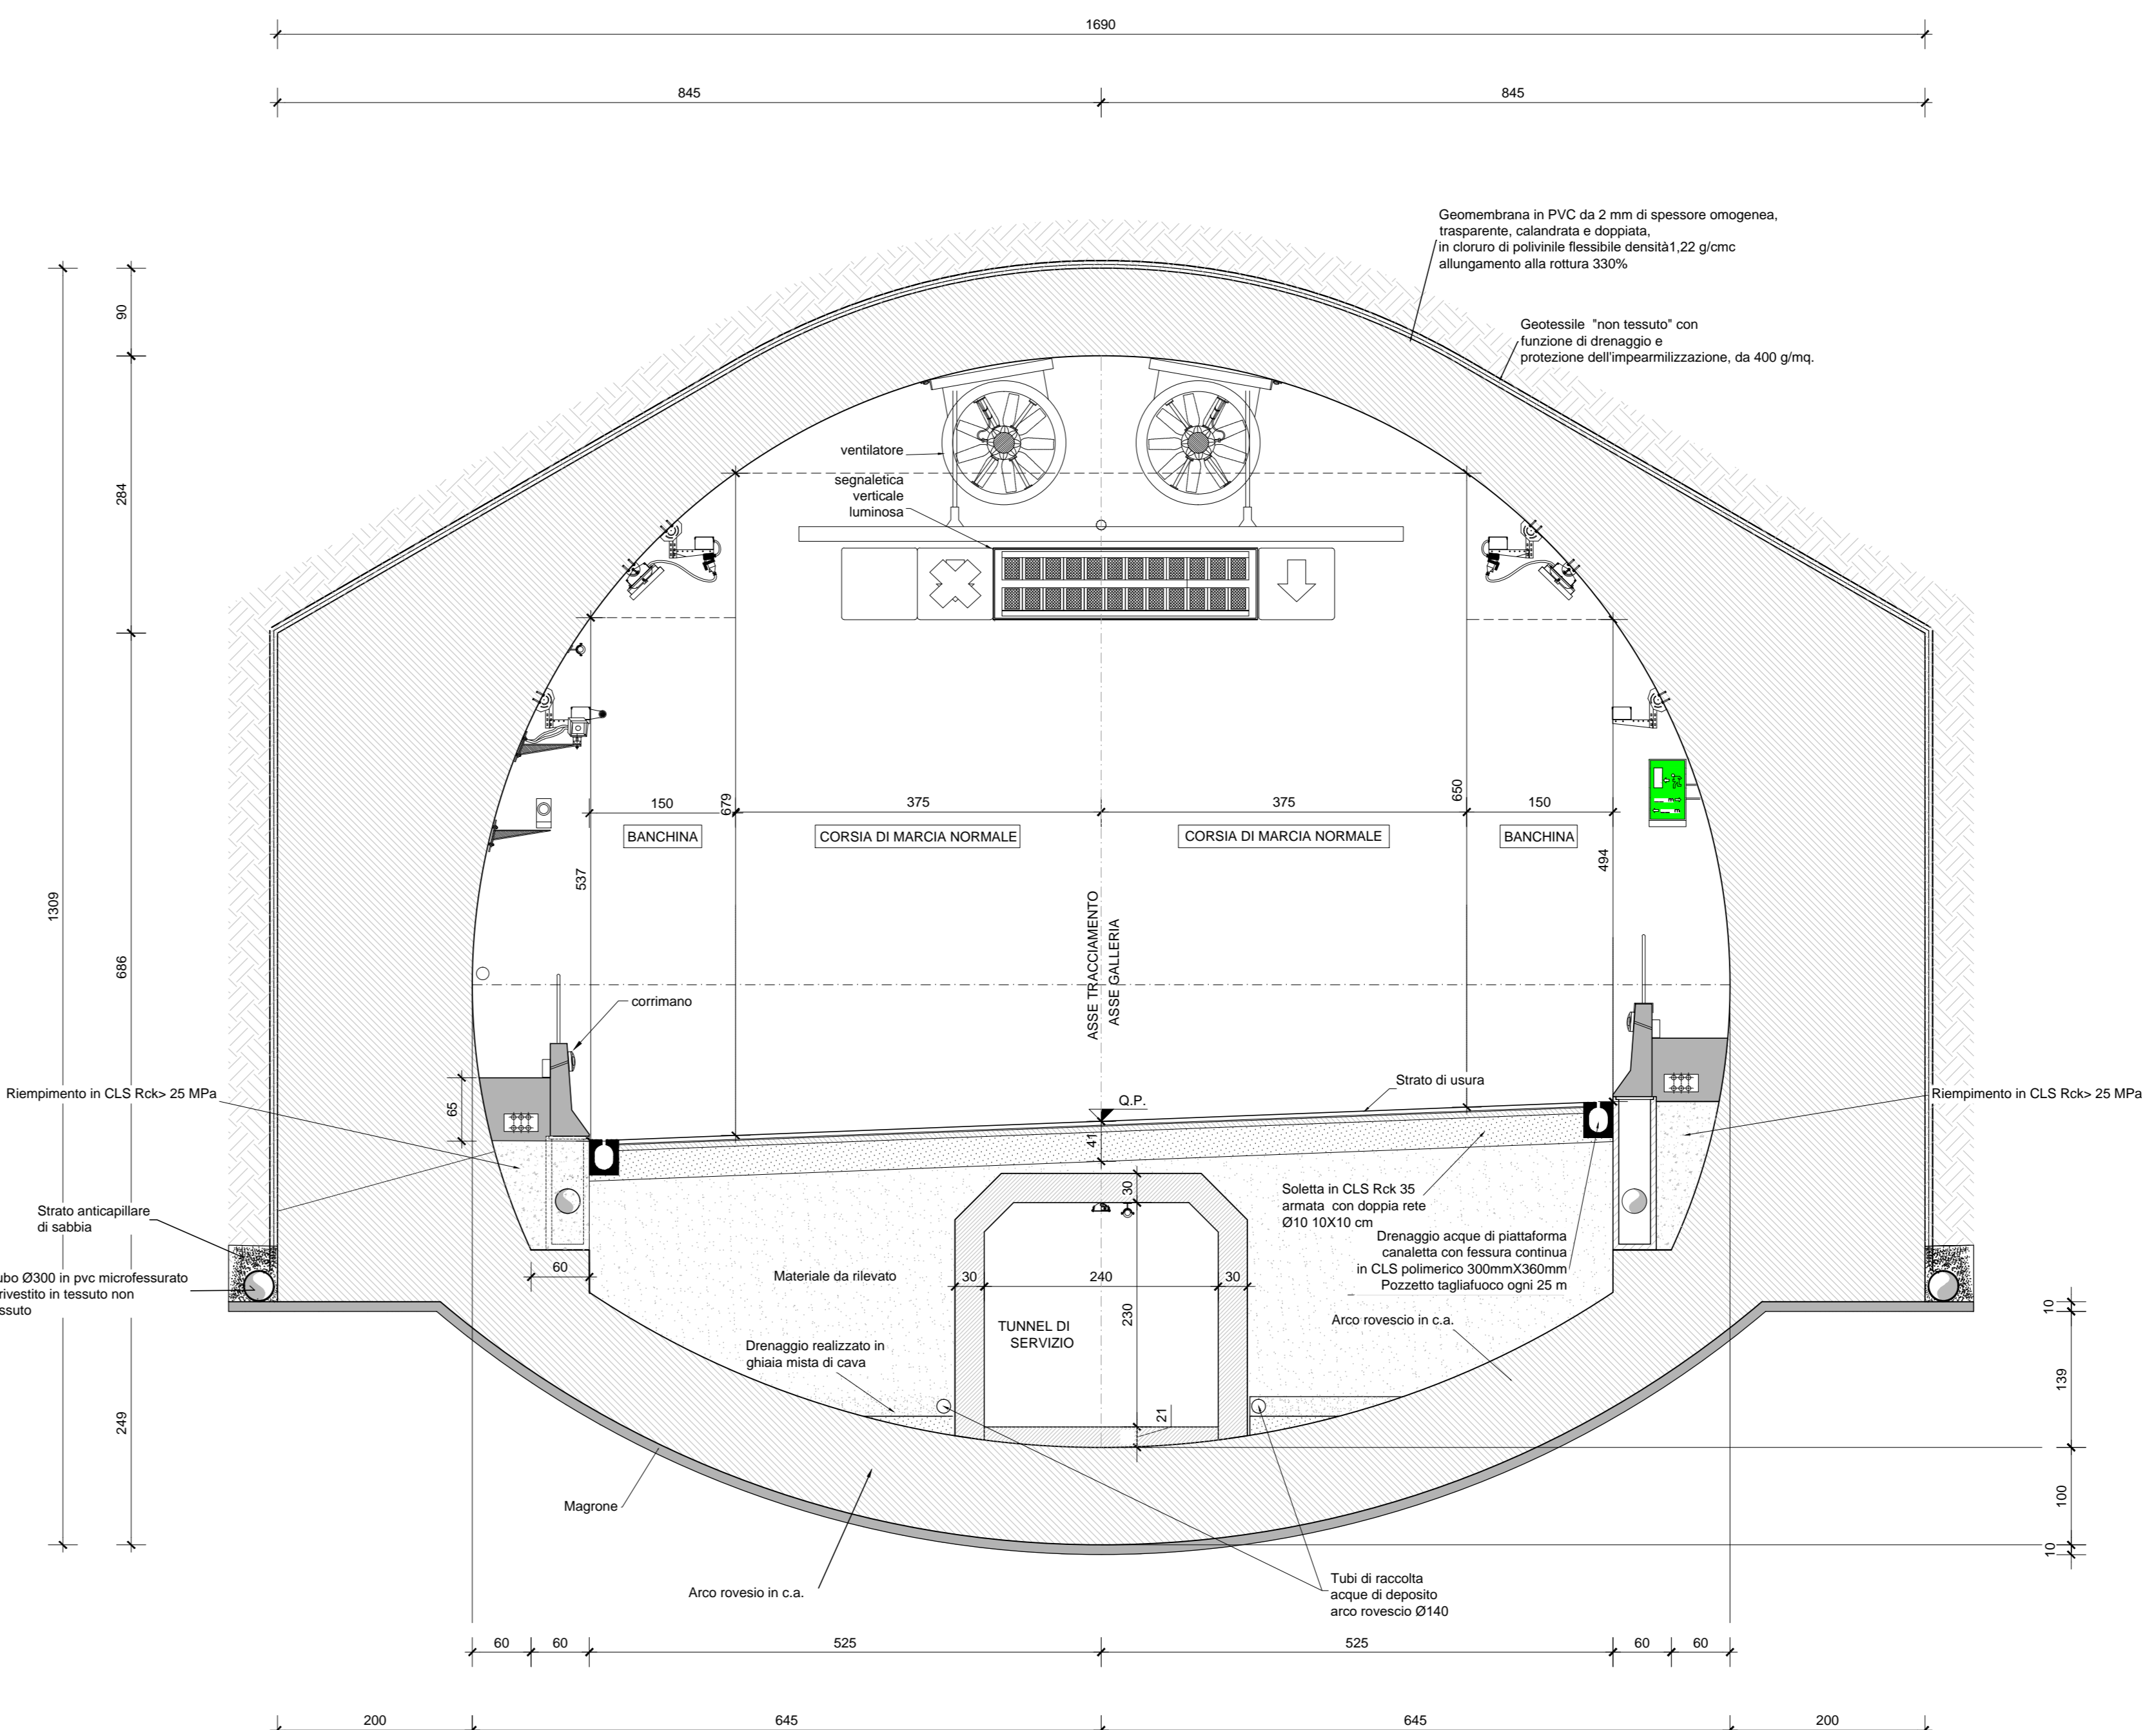 1690
845
845
Geomembrana in PVC da 2 mm di spessore omogenea,
trasparente, calandrata e doppiata,
in cloruro di polivinile flessibile densità1,22 g/cmc
allungamento alla rottura 330%
90
Geotessile "non tessuto" con
funzione di drenaggio e
protezione dell'impearmilizzazione, da 400 g/mq.
ventilatore
segnaletica
verticale
luminosa
284
150
679
375
375
650
150
BANCHINA
CORSIA DI MARCIA NORMALE
CORSIA DI MARCIA NORMALE
BANCHINA
537
494
1309
686
ASSE TRACCIAMENTO
ASSE GALLERIA
corrimano
Riempimento in CLS Rck> 25 MPa
65
Q.P.
41
Strato di usura
Riempimento in CLS Rck> 25 MPa
Strato anticapillare
di sabbia
ubo Ø300 in pvc microfessurato
rivestito in tessuto non
ssuto
60
Materiale da rilevato
30
30
240
30
230
TUNNEL DI
SERVIZIO
21
Soletta in CLS Rck 35
armata con doppia rete
Ø10 10X10 cm
Drenaggio acque di piattaforma
canaletta con fessura continua
in CLS polimerico 300mmX360mm
Pozzetto tagliafuoco ogni 25 m
Arco rovescio in c.a.
Drenaggio realizzato in
ghiaia mista di cava
10
139
100
10
249
Magrone
Arco rovesio in c.a.
Tubi di raccolta
acque di deposito
arco rovescio Ø140
60
60
525
525
60
60
200
645
645
200